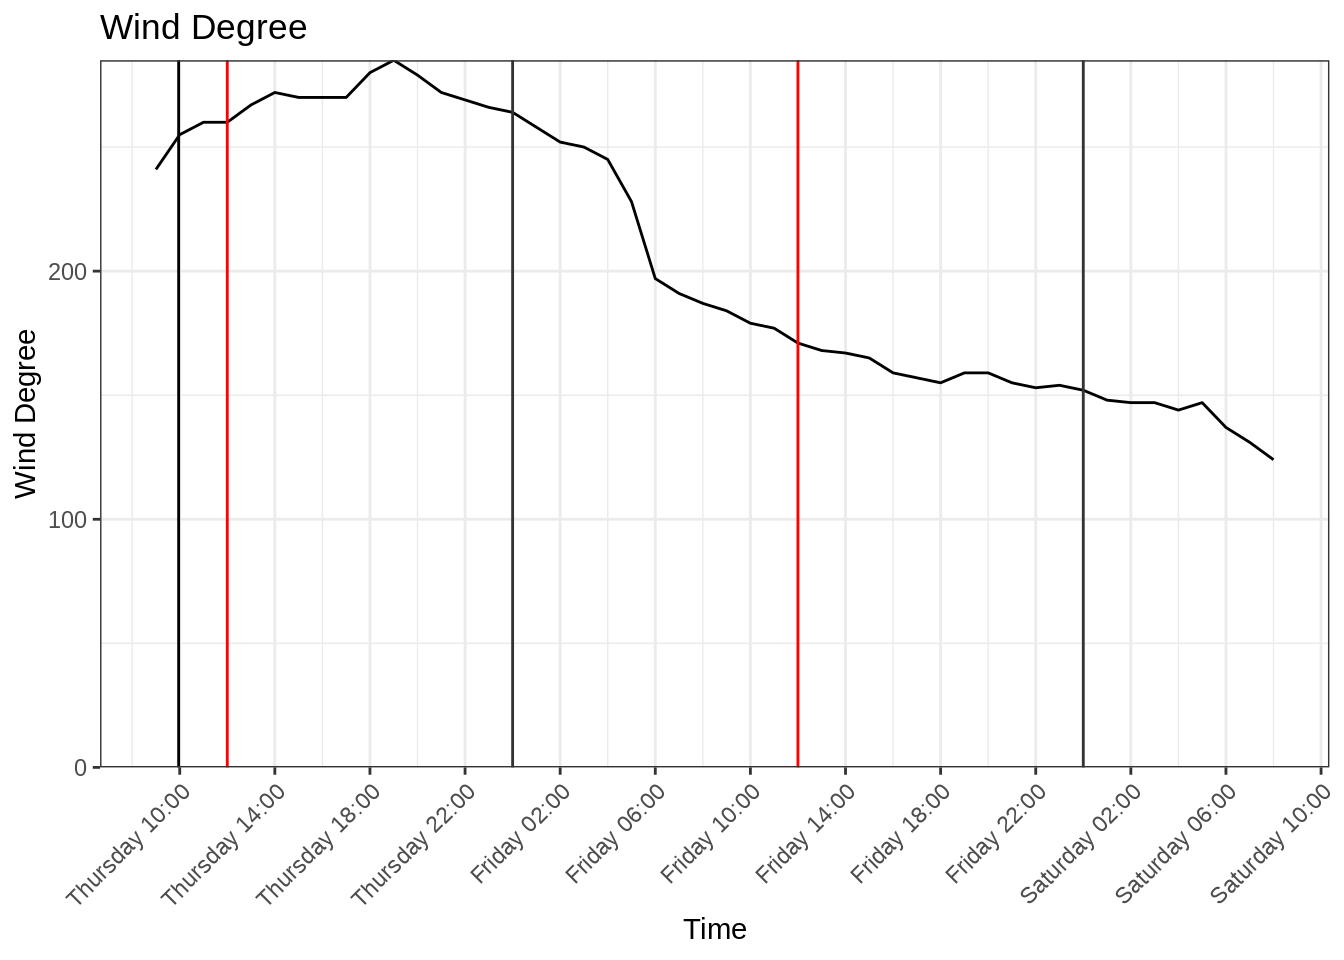 Wind Degree
Wind Degree
200
100
0
Thursday 10:00
Thursday 14:00
Thursday 18:00
Thursday 22:00
Friday 02:00
Friday 06:00
Friday 10:00
Friday 14:00
Friday 18:00
Friday 22:00
Saturday 02:00
Saturday 06:00
Saturday 10:00
Time